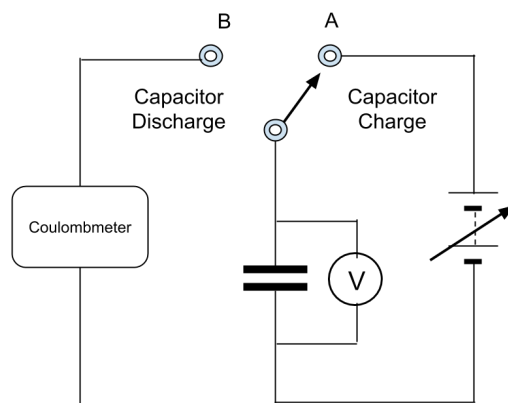 B
A
Capacitor
Discharge
Capacitor
Charge
Coulombmeter
V